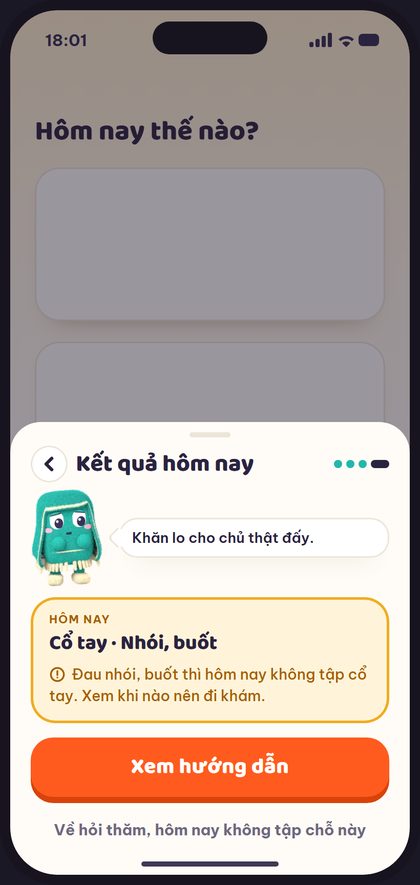 18:01
Hôm nay thế nào?
Kết quả hôm nay
Khăn lo cho chủ thật đấy.
HÔM NAY
Cổ tay · Nhói, buốt
Đau nhói, buốt thì hôm nay không tập cổ
tay. Xem khi nào nên đi khám.
Xem hướng dẫn
Về hỏi thăm, hôm nay không tập chỗ này